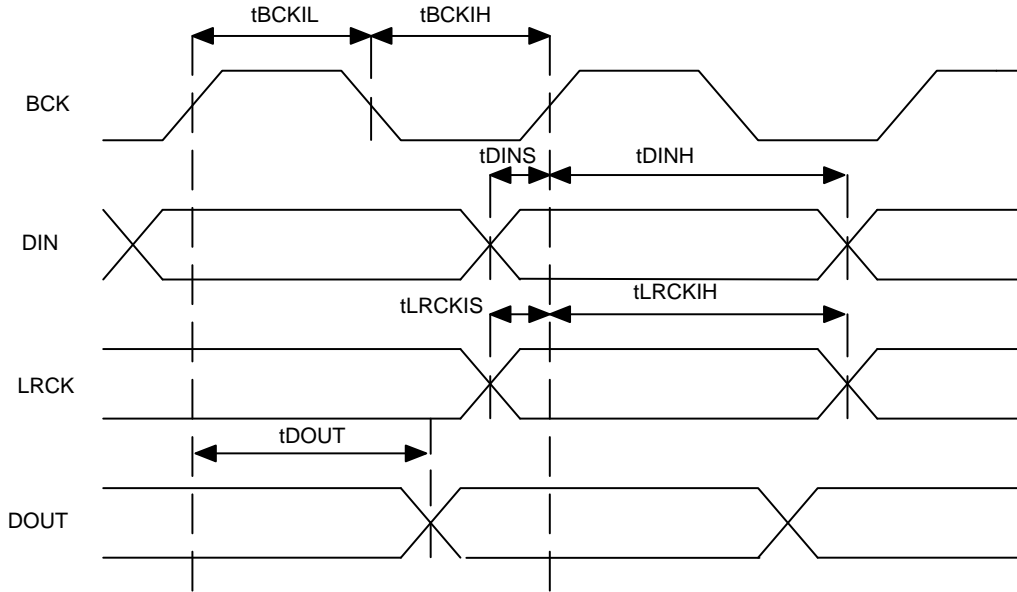 tBCKIL tBCKIH
BCK
tDINS tDINH
DIN
tLRCKIS tLRCKIH
LRCK
tDOUT
DOUT